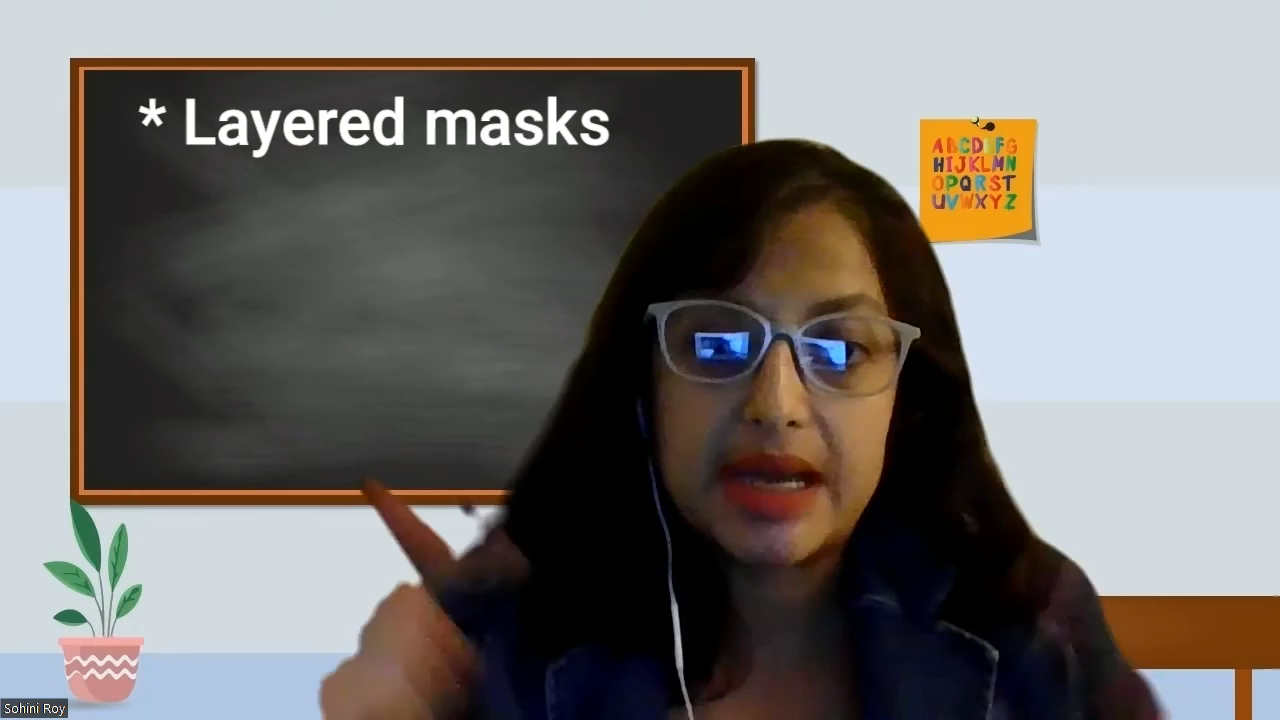 * Layered masks
ABCDEFG
HIJKLMN
OPQRST
UVWXYZ
Sohini Roy